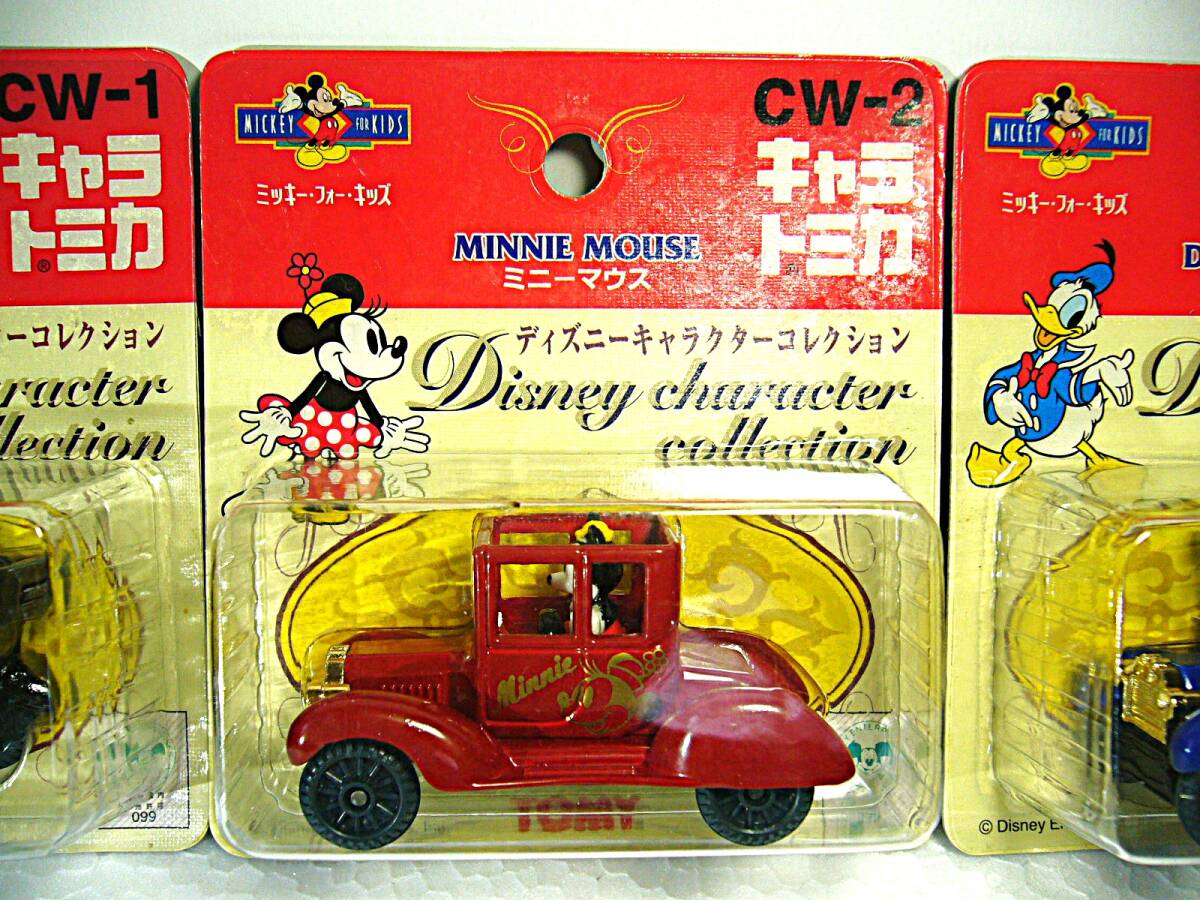 CW-1
キャラ
トミカ
®
ーコレクション
racter
llection
099
MICKEY FOR KIDS
ミッキー・フォー・キッズ
CW-2
キャラ
トミカ
MINNIE MOUSE
ミニーマウス
ディズニーキャラクターコレクション
Disney character
collection
Minnie
TOMY
MICKEY FOR KIDS
ミッキー・フォー・キッズ
D
D
© Disney E